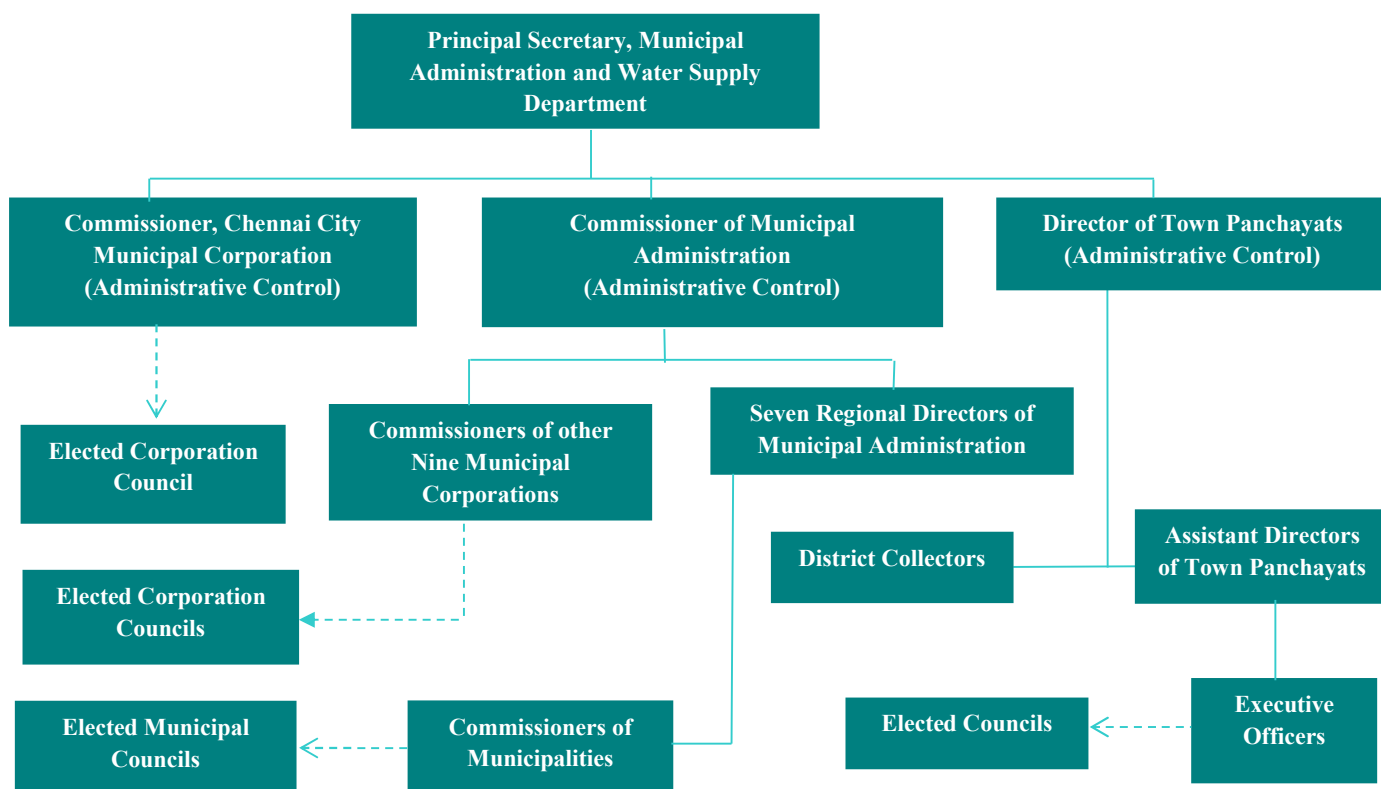 Principal Secretary, Municipal
Administration and Water Supply
Department
Commissioner, Chennai City
Municipal Corporation
(Administrative Control)
Commissioner of Municipal
Administration
(Administrative Control)
Director of Town Panchayats
(Administrative Control)
Elected Corporation
Council
Commissioners of other
Nine Municipal
Corporations
Seven Regional Directors of
Municipal Administration
District Collectors
Assistant Directors
of Town Panchayats
Elected Corporation
Councils
Elected Municipal
Councils
Commissioners of
Municipalities
Elected Councils
Executive
Officers